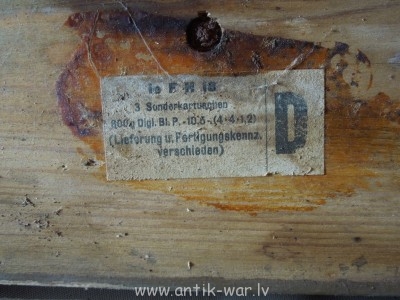 le F H 18
3 Sonderkartuschen
800g Digl. Bl. P.-10,5-(4·4·1,2)
(Lieferung u. Fertigungskennz.
verschieden)
D
www.antik-war.lv